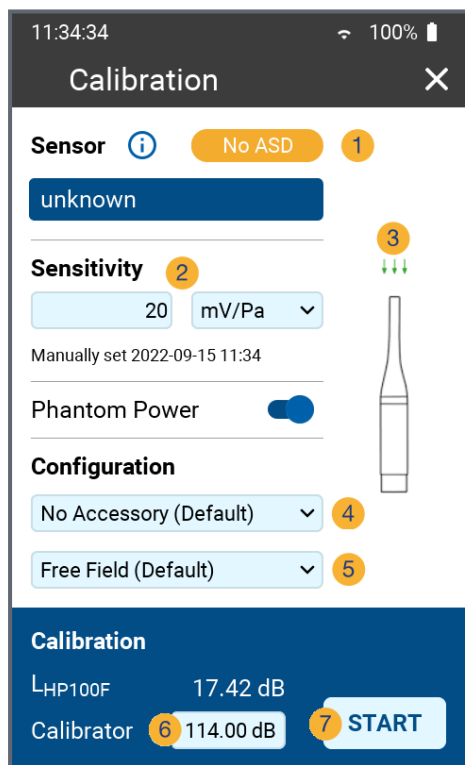 11:34:34 100%
Calibration
Sensor No ASD 1
unknown
3
Sensitivity 2
20 mV/Pa
Manually set 2022-09-15 11:34
Phantom Power
Configuration
No Accessory (Default) 4
Free Field (Default) 5
Calibration
LHP100F 17.42 dB
Calibrator 6 114.00 dB 7 START